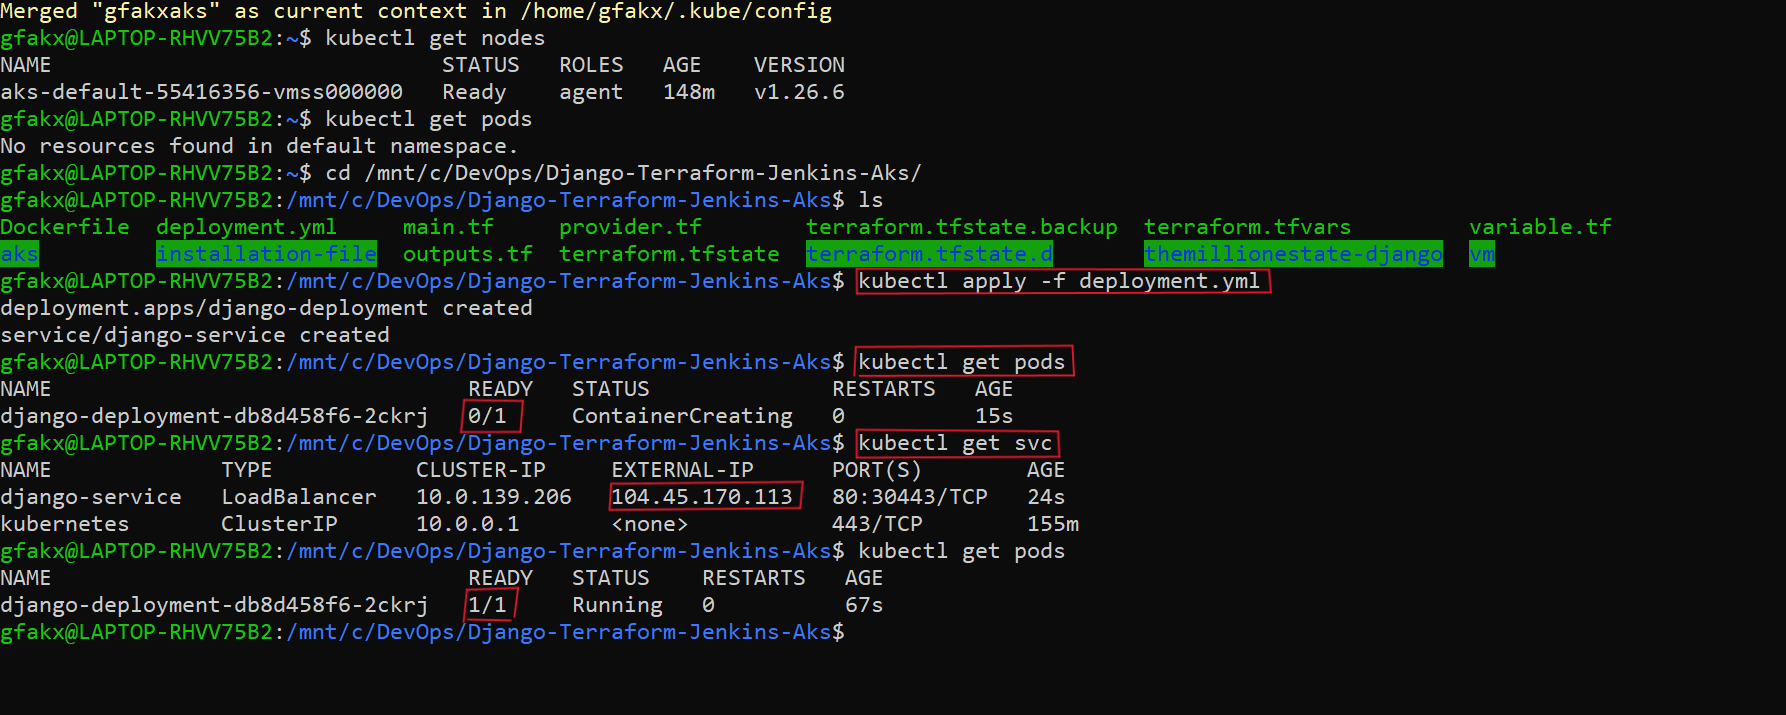 Merged "gfakxaks" as current context in /home/gfakx/.kube/config
gfakx@LAPTOP-RHVV75B2:~$ kubectl get nodes
NAME                                STATUS   ROLES   AGE    VERSION
aks-default-55416356-vmss000000   Ready    agent   148m   v1.26.6
gfakx@LAPTOP-RHVV75B2:~$ kubectl get pods
No resources found in default namespace.
gfakx@LAPTOP-RHVV75B2:~$ cd /mnt/c/DevOps/Django-Terraform-Jenkins-Aks/
gfakx@LAPTOP-RHVV75B2:/mnt/c/DevOps/Django-Terraform-Jenkins-Aks$ ls
Dockerfile  deployment.yml     main.tf     provider.tf        terraform.tfstate.backup  terraform.tfvars         variable.tf
aks         installation-file  outputs.tf  terraform.tfstate  terraform.tfstate.d       themillionestate-django  vm
gfakx@LAPTOP-RHVV75B2:/mnt/c/DevOps/Django-Terraform-Jenkins-Aks$ kubectl apply -f deployment.yml
deployment.apps/django-deployment created
service/django-service created
gfakx@LAPTOP-RHVV75B2:/mnt/c/DevOps/Django-Terraform-Jenkins-Aks$ kubectl get pods
NAME                                READY   STATUS              RESTARTS   AGE
django-deployment-db8d458f6-2ckrj   0/1     ContainerCreating   0          15s
gfakx@LAPTOP-RHVV75B2:/mnt/c/DevOps/Django-Terraform-Jenkins-Aks$ kubectl get svc
NAME             TYPE           CLUSTER-IP     EXTERNAL-IP      PORT(S)        AGE
django-service   LoadBalancer   10.0.139.206   104.45.170.113   80:30443/TCP   24s
kubernetes       ClusterIP      10.0.0.1       <none>           443/TCP        155m
gfakx@LAPTOP-RHVV75B2:/mnt/c/DevOps/Django-Terraform-Jenkins-Aks$ kubectl get pods
NAME                                READY   STATUS    RESTARTS   AGE
django-deployment-db8d458f6-2ckrj   1/1     Running   0          67s
gfakx@LAPTOP-RHVV75B2:/mnt/c/DevOps/Django-Terraform-Jenkins-Aks$